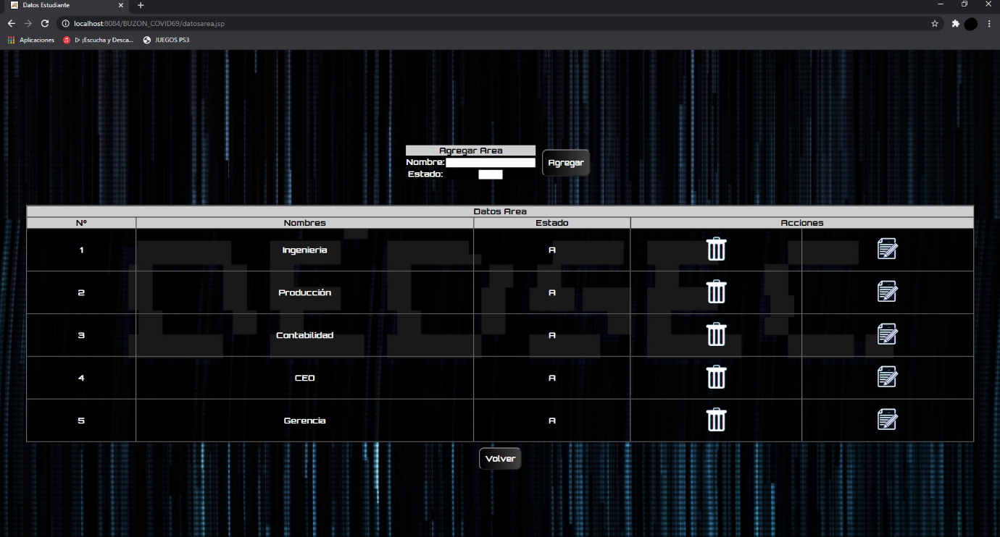 Datos Estudiante
localhost:8084/BUZON_COVID69/datosarea.jsp
Aplicaciones ▷ ¡Escucha y Desca... JUEGOS PS3
Agregar Area
Nombre:
Agregar
Estado:
Datos Area
Nº Nombres Estado Acciones
1 Ingenieria A
2 Producción A
3 Contabilidad A
4 CEO A
5 Gerencia A
Volver